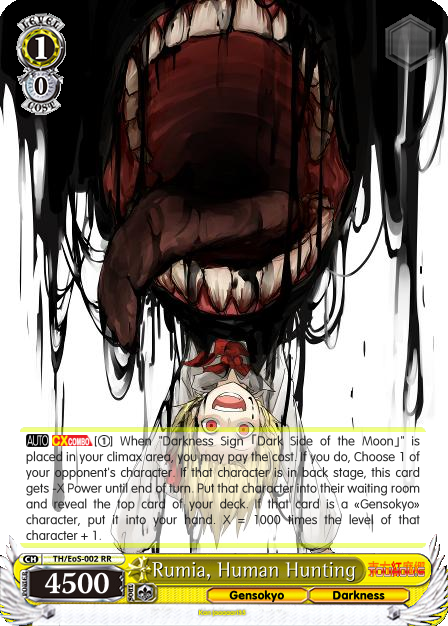 LEVEL
1
0
COST
AUTO CX COMBO [①] When "Darkness Sign「Dark Side of the Moon」" is
placed in your climax area, you may pay the cost. If you do, Choose 1 of
your opponent's character. If that character is in back stage, this card
gets -X Power until end of turn. Put that character into their waiting room
and reveal the top card of your deck. If that card is a «Gensokyo»
character, put it into your hand. X = 1000 times the level of that
character + 1.
CH TH/EoS-002 RR
POWER 4500 SOUL Rumia, Human Hunting
Gensokyo Darkness